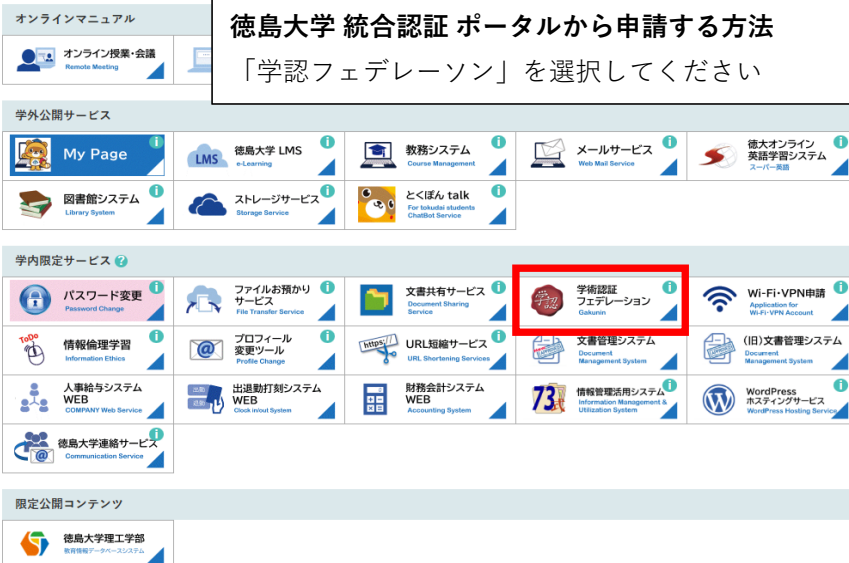 オンラインマニュアル
徳島大学 統合認証 ポータルから申請する方法
「学認フェデレーソン」を選択してください
オンライン授業・会議
Remote Meeting
学外公開サービス
My Page
LMS
徳島大学 LMS
e-Learning
教務システム
Course Management
メールサービス
Web Mail Service
徳大オンライン
英語学習システム
スーパー英語
図書館システム
Library System
ストレージサービス
Storage Service
とくぽん talk
For tokudai students
ChatBot Service
学内限定サービス
パスワード変更
Password Change
ファイルお預かり
サービス
File Transfer Service
文書共有サービス
Document Sharing
Service
学認
学術認証
フェデレーション
Gakunin
Wi-Fi・VPN申請
Application for
Wi-Fi・VPN Account
ToDo
情報倫理学習
Information Ethics
プロフィール
変更ツール
Profile Change
https://
URL短縮サービス
URL Shortening Services
文書管理システム
Document
Management System
(旧)文書管理システム
Document
Management System
人事給与システム
WEB
COMPANY Web Service
出勤
退勤
出退勤打刻システム
WEB
Clock in/out System
財務会計システム
WEB
Accounting System
73
情報管理活用システム
Information Management &
Utilization System
WordPress
ホスティングサービス
WordPress Hosting Service
徳島大学連絡サービス
Communication Service
限定公開コンテンツ
徳島大学理工学部
教育情報データベースシステム